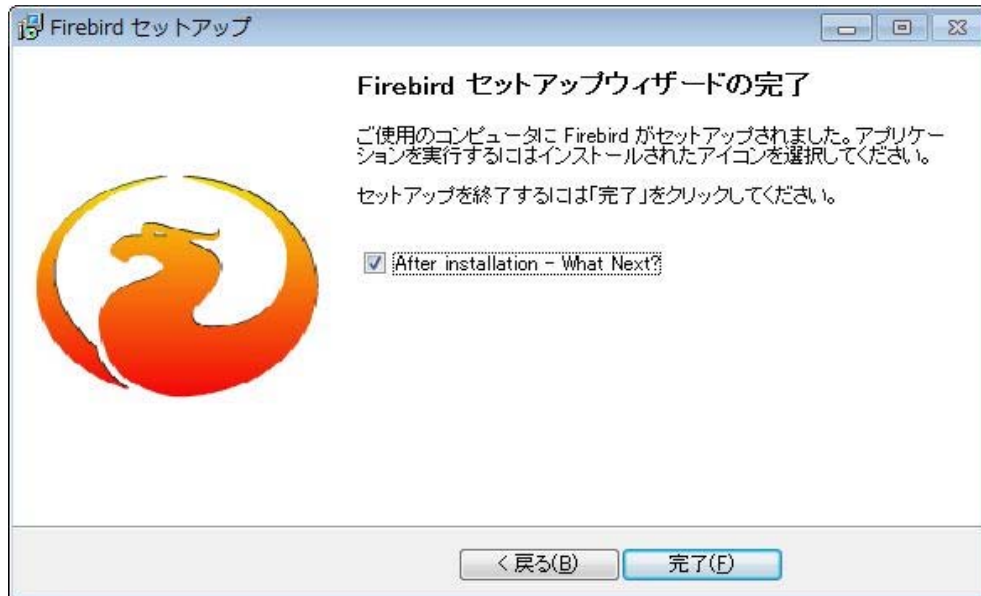 Firebird セットアップ
Firebird セットアップウィザードの完了
ご使用のコンピュータに Firebird がセットアップされました。アプリケー
ションを実行するにはインストールされたアイコンを選択してください。
セットアップを終了するには「完了」をクリックしてください。
After installation - What Next?
< 戻る(B)
完了(F)